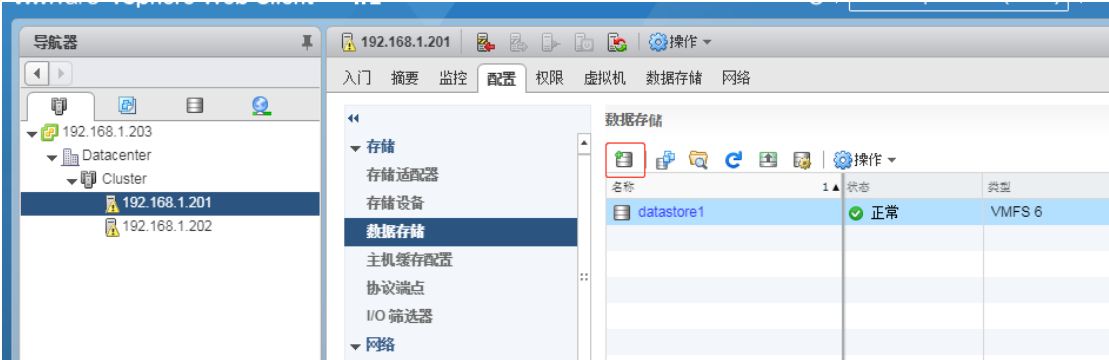 导航器
192.168.1.201 操作
入门 摘要 监控 配置 权限 虚拟机 数据存储 网络
192.168.1.203
Datacenter
Cluster
192.168.1.201
192.168.1.202
存储
存储适配器
存储设备
数据存储
主机缓存配置
协议端点
I/O 筛选器
网络
数据存储
操作
名称 1 状态 类型
datastore1 正常 VMFS 6